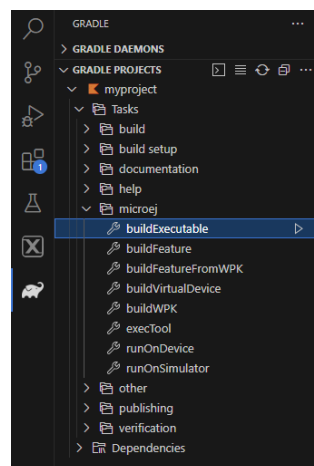 GRADLE
GRADLE DAEMONS
GRADLE PROJECTS
myproject
Tasks
build
build setup
documentation
help
microej
buildExecutable
buildFeature
buildFeatureFromWPK
buildVirtualDevice
buildWPK
execTool
runOnDevice
runOnSimulator
other
publishing
verification
Dependencies
1